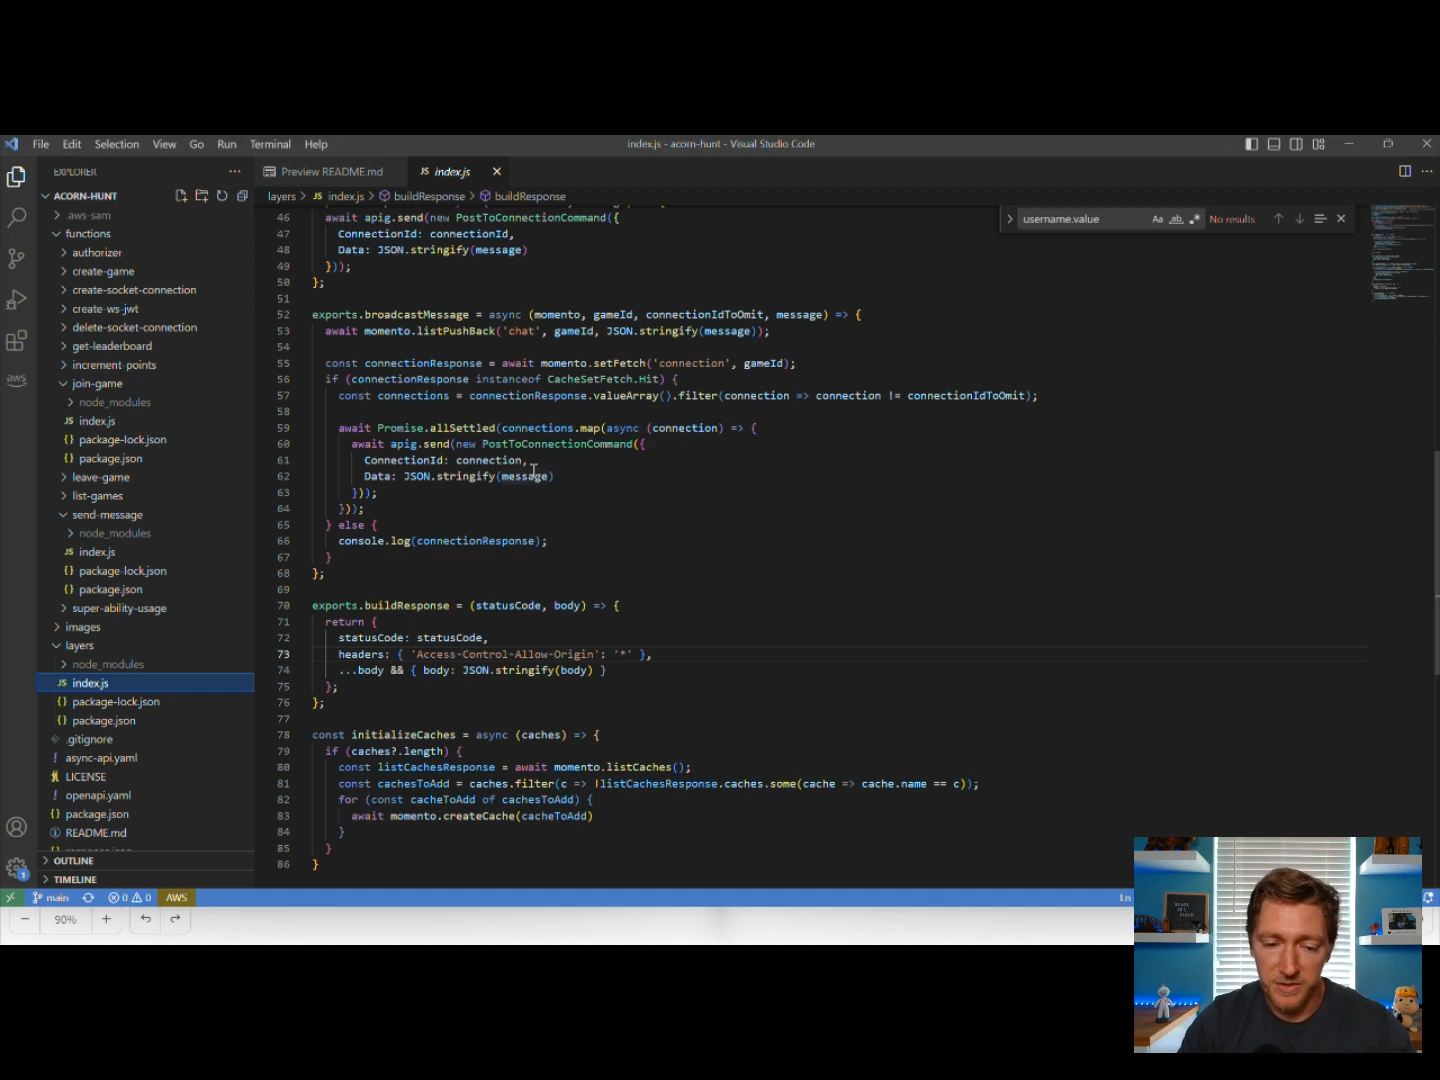 File Edit Selection View Go Run Terminal Help
index.js - acorn-hunt - Visual Studio Code
EXPLORER
Preview README.md
JS index.js
ACORN-HUNT
layers > JS index.js > buildResponse > buildResponse
username.value
Aa ab .* No results
.aws-sam
functions
authorizer
create-game
create-socket-connection
create-ws-jwt
delete-socket-connection
get-leaderboard
increment-points
join-game
node_modules
JS index.js
{} package-lock.json
{} package.json
leave-game
list-games
send-message
node_modules
JS index.js
{} package-lock.json
{} package.json
super-ability-usage
images
layers
node_modules
JS index.js
{} package-lock.json
{} package.json
.gitignore
! async-api.yaml
LICENSE
! openapi.yaml
{} package.json
README.md
OUTLINE
TIMELINE
aws
1
46 await apig.send(new PostToConnectionCommand({
47 ConnectionId: connectionId,
48 Data: JSON.stringify(message)
49 }));
50 };
51
52 exports.broadcastMessage = async (momento, gameId, connectionIdToOmit, message) => {
53 await momento.listPushBack('chat', gameId, JSON.stringify(message));
54
55 const connectionResponse = await momento.setFetch('connection', gameId);
56 if (connectionResponse instanceof CacheSetFetch.Hit) {
57 const connections = connectionResponse.valueArray().filter(connection => connection != connectionIdToOmit);
58
59 await Promise.allSettled(connections.map(async (connection) => {
60 await apig.send(new PostToConnectionCommand({
61 ConnectionId: connection,
62 Data: JSON.stringify(message)
63 }));
64 }));
65 } else {
66 console.log(connectionResponse);
67 }
68 };
69
70 exports.buildResponse = (statusCode, body) => {
71 return {
72 statusCode: statusCode,
73 headers: { 'Access-Control-Allow-Origin': '*' },
74 ...body && { body: JSON.stringify(body) }
75 };
76 };
77
78 const initializeCaches = async (caches) => {
79 if (caches?.length) {
80 const listCachesResponse = await momento.listCaches();
81 const cachesToAdd = caches.filter(c => !listCachesResponse.caches.some(cache => cache.name == c));
82 for (const cacheToAdd of cachesToAdd) {
83 await momento.createCache(cacheToAdd)
84 }
85 }
86 }
main 0 0 AWS
Ln
− 90% +
READY
SET
CLOUD